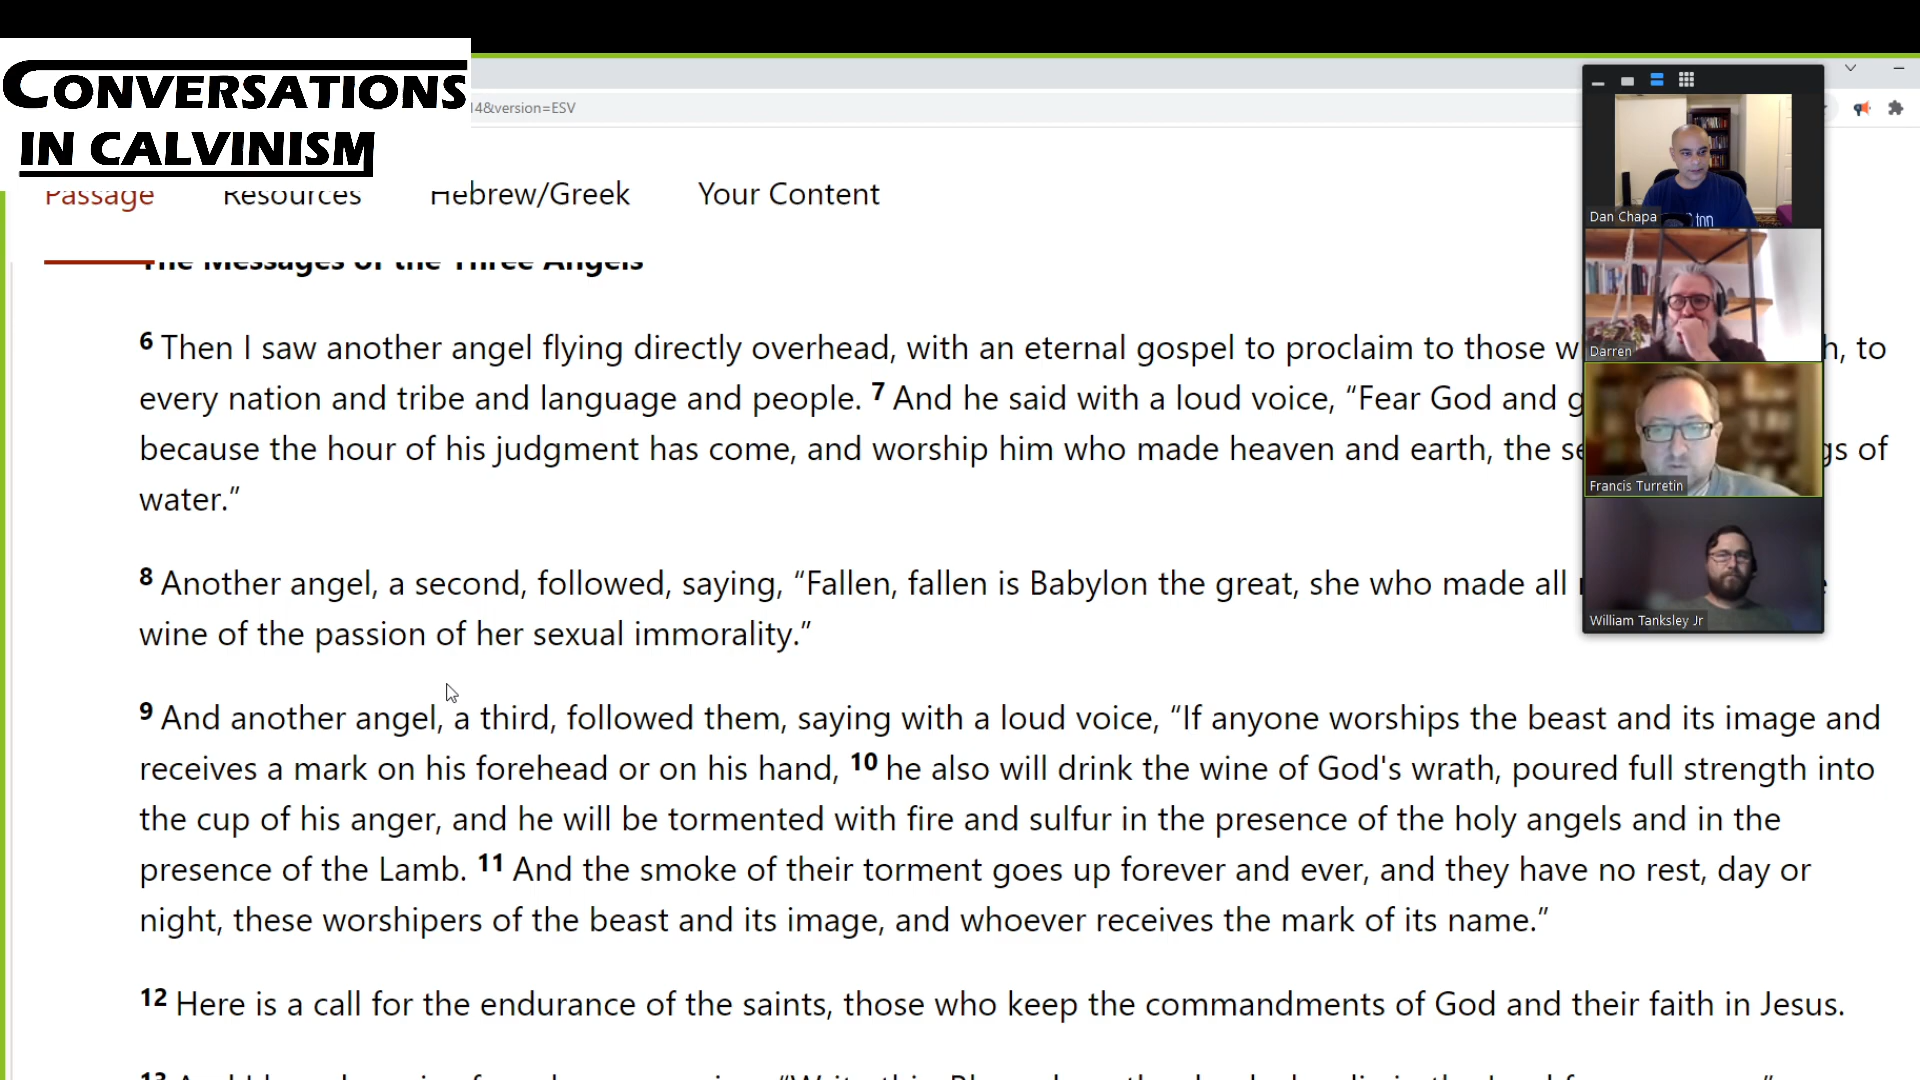 CONVERSATIONS
IN CALVINISM
14&version=ESV
Passage Resources Hebrew/Greek Your Content
The Messages of the Three Angels
6 Then I saw another angel flying directly overhead, with an eternal gospel to proclaim to those w h, to
every nation and tribe and language and people. 7 And he said with a loud voice, “Fear God and g
because the hour of his judgment has come, and worship him who made heaven and earth, the se gs of
water.”
8 Another angel, a second, followed, saying, “Fallen, fallen is Babylon the great, she who made all
wine of the passion of her sexual immorality.”
9 And another angel, a third, followed them, saying with a loud voice, “If anyone worships the beast and its image and
receives a mark on his forehead or on his hand, 10 he also will drink the wine of God's wrath, poured full strength into
the cup of his anger, and he will be tormented with fire and sulfur in the presence of the holy angels and in the
presence of the Lamb. 11 And the smoke of their torment goes up forever and ever, and they have no rest, day or
night, these worshipers of the beast and its image, and whoever receives the mark of its name.”
12 Here is a call for the endurance of the saints, those who keep the commandments of God and their faith in Jesus.
Dan Chapa
Darren
Francis Turretin
William Tanksley Jr